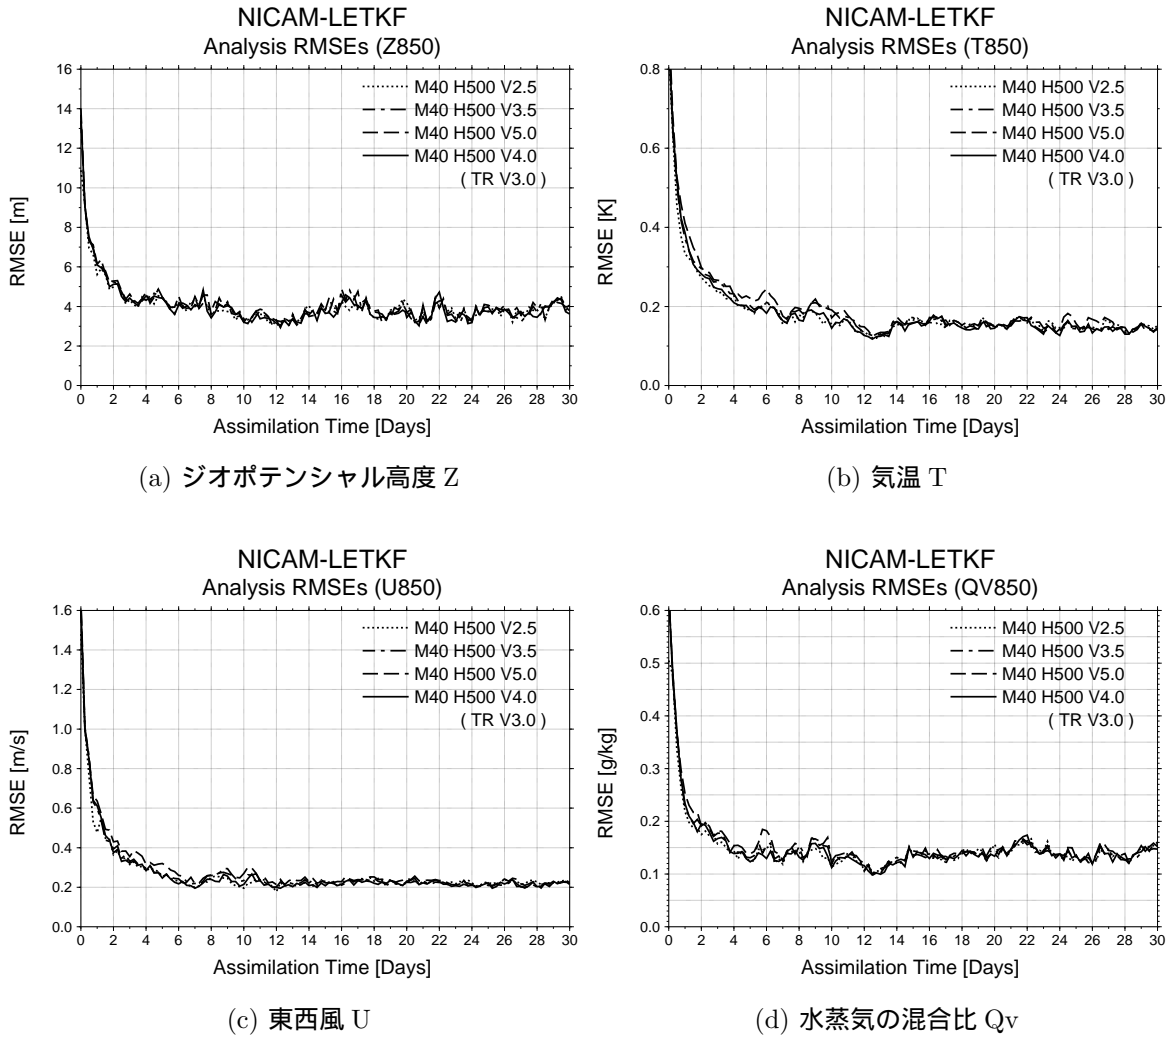 NICAM-LETKF
Analysis RMSEs (Z850)
16
14
12
10
8
6
4
2
0
RMSE [m]
M40 H500 V2.5
M40 H500 V3.5
M40 H500 V5.0
M40 H500 V4.0
( TR V3.0 )
0 2 4 6 8 10 12 14 16 18 20 22 24 26 28 30
Assimilation Time [Days]
(a) ジオポテンシャル高度 Z
NICAM-LETKF
Analysis RMSEs (T850)
0.8
0.6
0.4
0.2
0.0
RMSE [K]
M40 H500 V2.5
M40 H500 V3.5
M40 H500 V5.0
M40 H500 V4.0
( TR V3.0 )
0 2 4 6 8 10 12 14 16 18 20 22 24 26 28 30
Assimilation Time [Days]
(b) 気温 T
NICAM-LETKF
Analysis RMSEs (U850)
1.6
1.4
1.2
1.0
0.8
0.6
0.4
0.2
0.0
RMSE [m/s]
M40 H500 V2.5
M40 H500 V3.5
M40 H500 V5.0
M40 H500 V4.0
( TR V3.0 )
0 2 4 6 8 10 12 14 16 18 20 22 24 26 28 30
Assimilation Time [Days]
(c) 東西風 U
NICAM-LETKF
Analysis RMSEs (QV850)
0.6
0.5
0.4
0.3
0.2
0.1
0.0
RMSE [g/kg]
M40 H500 V2.5
M40 H500 V3.5
M40 H500 V5.0
M40 H500 V4.0
( TR V3.0 )
0 2 4 6 8 10 12 14 16 18 20 22 24 26 28 30
Assimilation Time [Days]
(d) 水蒸気の混合比 Qv